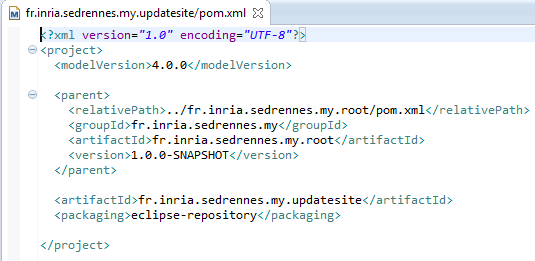 fr.inria.sedrennes.my.updatesite/pom.xml
<?xml version="1.0" encoding="UTF-8"?>
<project>
<modelVersion>4.0.0</modelVersion>
<parent>
<relativePath>../fr.inria.sedrennes.my.root/pom.xml</relativePath>
<groupId>fr.inria.sedrennes.my</groupId>
<artifactId>fr.inria.sedrennes.my.root</artifactId>
<version>1.0.0-SNAPSHOT</version>
</parent>
<artifactId>fr.inria.sedrennes.my.updatesite</artifactId>
<packaging>eclipse-repository</packaging>
</project>